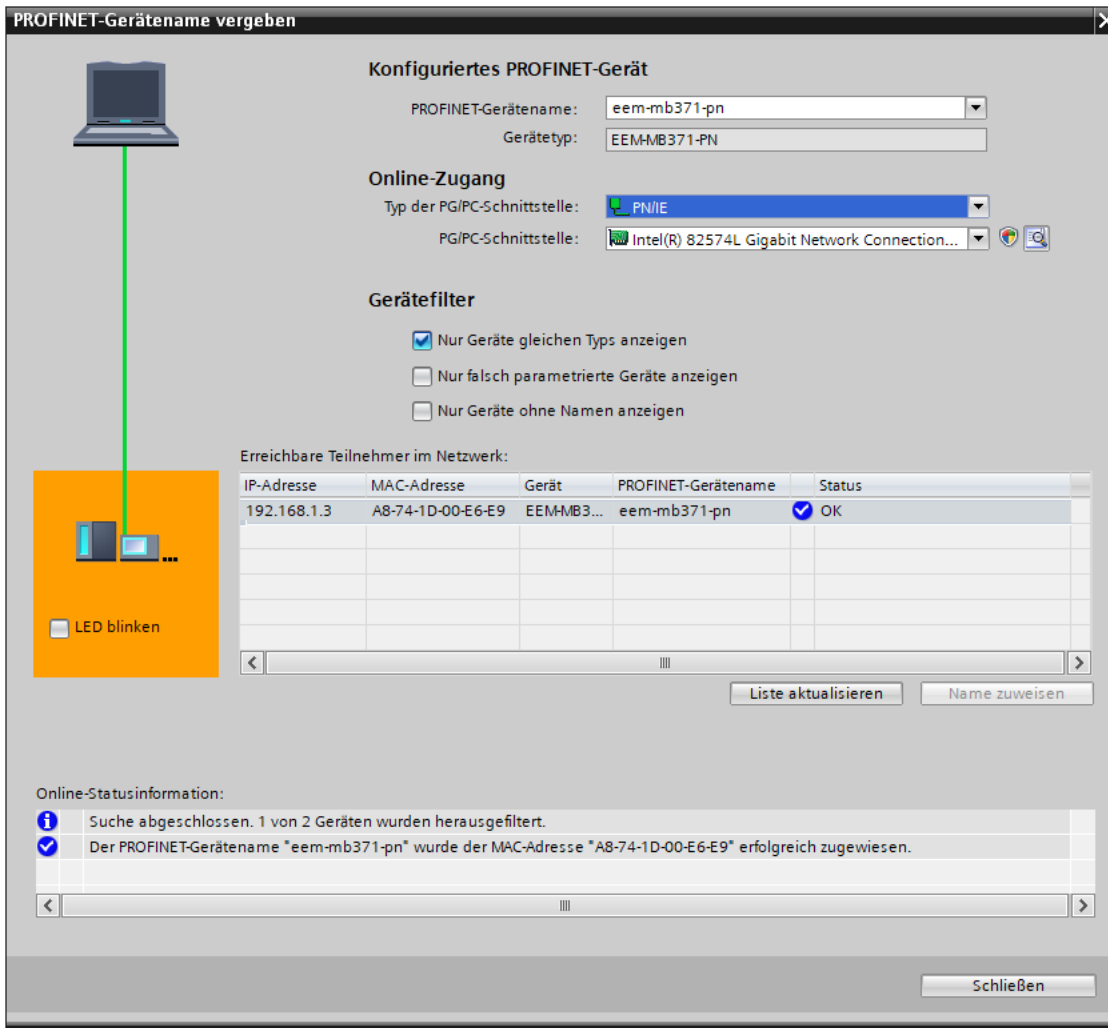 PROFINET-Gerätename vergeben
Konfiguriertes PROFINET-Gerät
PROFINET-Gerätename: eem-mb371-pn
Gerätetyp: EEM-MB371-PN
Online-Zugang
Typ der PG/PC-Schnittstelle: PN/IE
PG/PC-Schnittstelle: Intel(R) 82574L Gigabit Network Connection...
Gerätefilter
Nur Geräte gleichen Typs anzeigen
Nur falsch parametrierte Geräte anzeigen
Nur Geräte ohne Namen anzeigen
Erreichbare Teilnehmer im Netzwerk:
IP-Adresse MAC-Adresse Gerät PROFINET-Gerätename Status
192.168.1.3 A8-74-1D-00-E6-E9 EEM-MB3... eem-mb371-pn OK
LED blinken
Liste aktualisieren Name zuweisen
Online-Statusinformation:
Suche abgeschlossen. 1 von 2 Geräten wurden herausgefiltert.
Der PROFINET-Gerätename "eem-mb371-pn" wurde der MAC-Adresse "A8-74-1D-00-E6-E9" erfolgreich zugewiesen.
Schließen